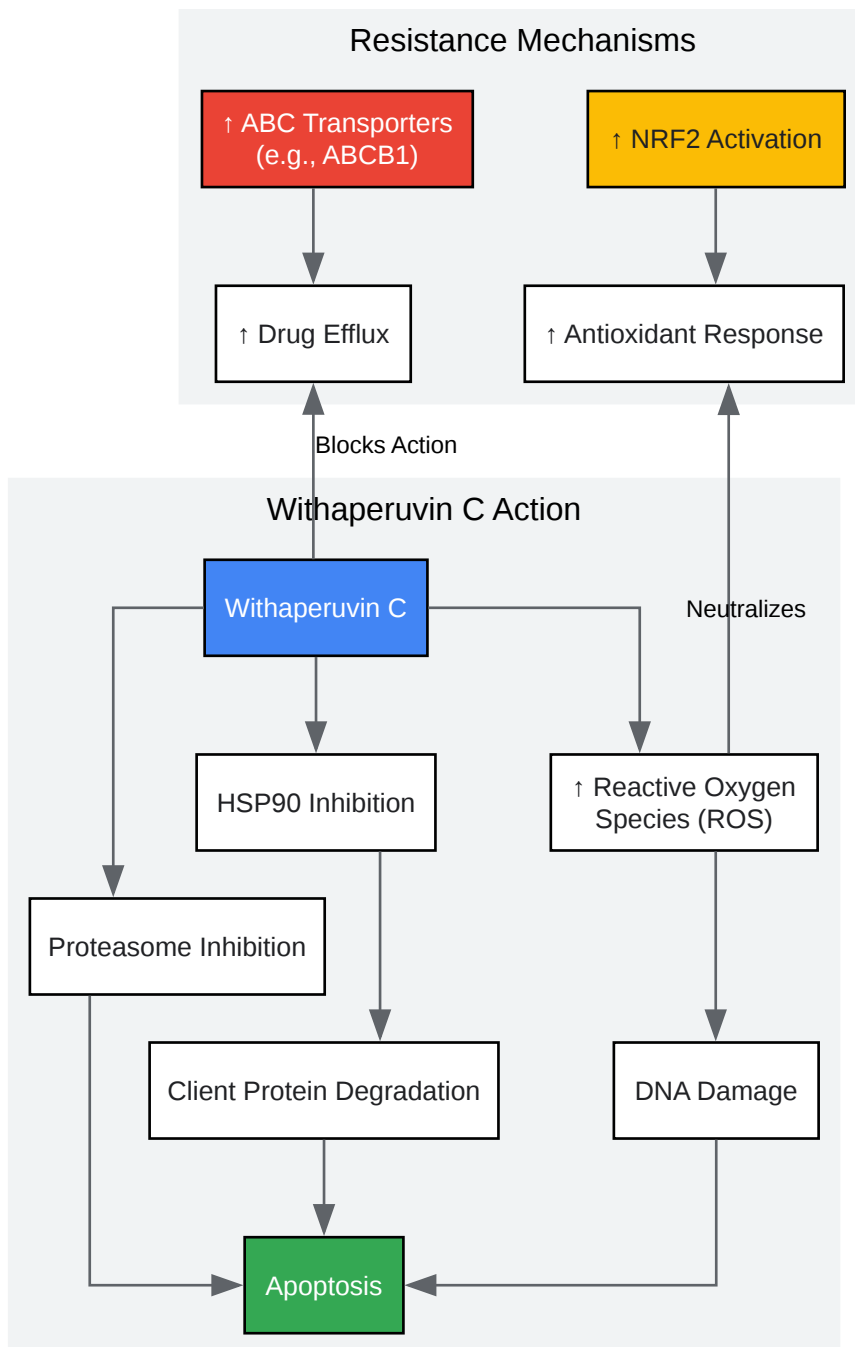 Resistance Mechanisms
↑ ABC Transporters
(e.g., ABCB1)
↑ NRF2 Activation
↑ Drug Efflux
↑ Antioxidant Response
Blocks Action
Withaperuvin C Action
Withaperuvin C
Neutralizes
HSP90 Inhibition
↑ Reactive Oxygen
Species (ROS)
Proteasome Inhibition
Client Protein Degradation
DNA Damage
Apoptosis